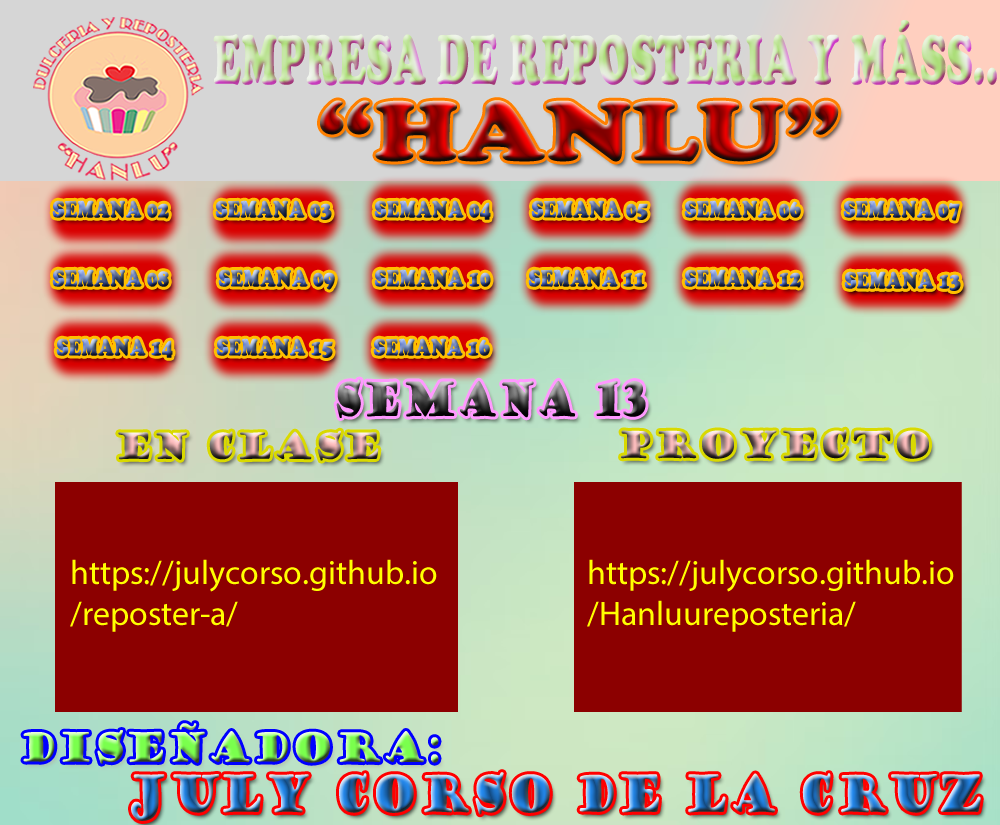 DULCERIA Y REPOSTERIA
"HANLU"
EMPRESA DE REPOSTERIA Y MÁSS..
“HANLU”
SEMANA 02
SEMANA 03
SEMANA 04
SEMANA 05
SEMANA 06
SEMANA 07
SEMANA 08
SEMANA 09
SEMANA 10
SEMANA 11
SEMANA 12
SEMANA 13
SEMANA 14
SEMANA 15
SEMANA 16
SEMANA 13
EN CLASE
PROYECTO
https://julycorso.github.io
/reposter-a/
https://julycorso.github.io
/Hanluureposteria/
DISEÑADORA:
JULY CORSO DE LA CRUZ